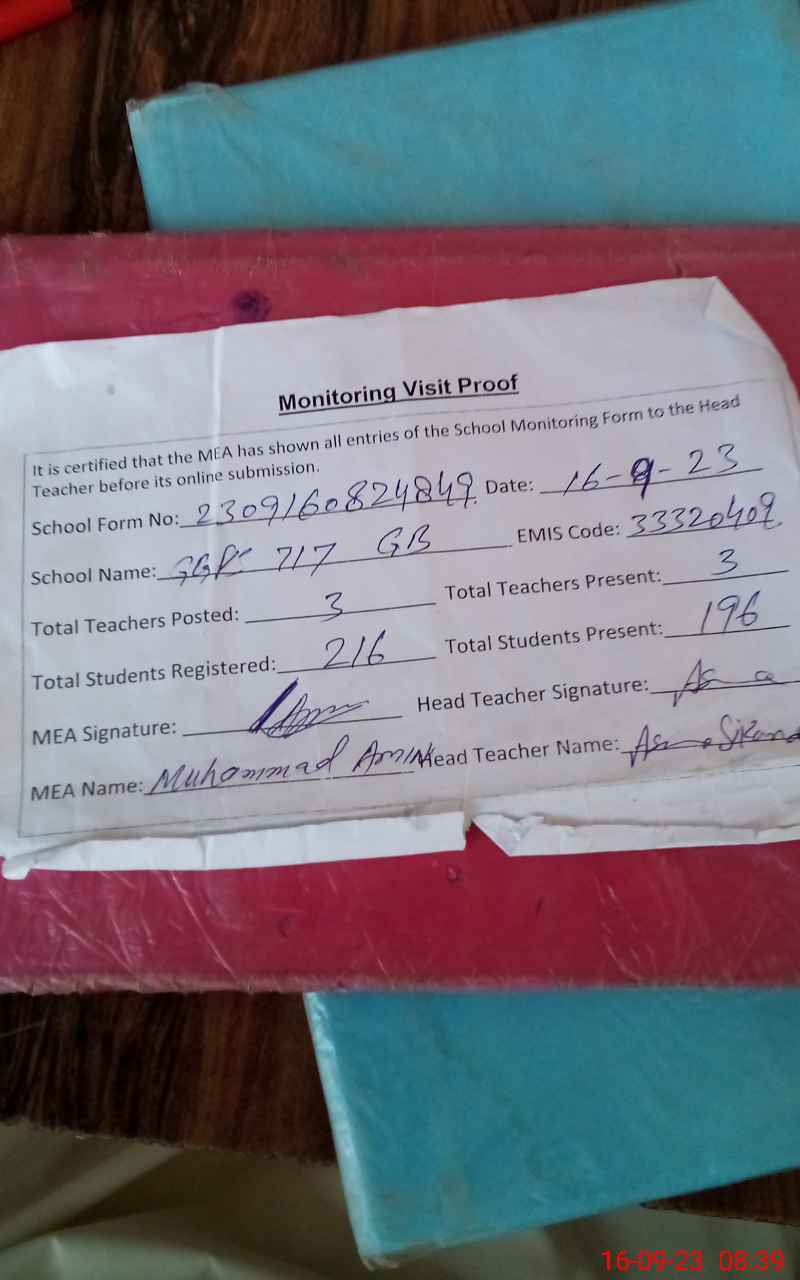 Monitoring Visit Proof
It is certified that the MEA has shown all entries of the School Monitoring Form to the Head
Teacher before its online submission.
School Form No: 2309160824849 Date: 16-9-23
School Name: GGPS 717 GB EMIS Code: 33320409
Total Teachers Posted: 3 Total Teachers Present: 3
Total Students Registered: 216 Total Students Present: 196
MEA Signature: Head Teacher Signature:
MEA Name: Muhammad Amin Head Teacher Name:
16-09-23 08:39